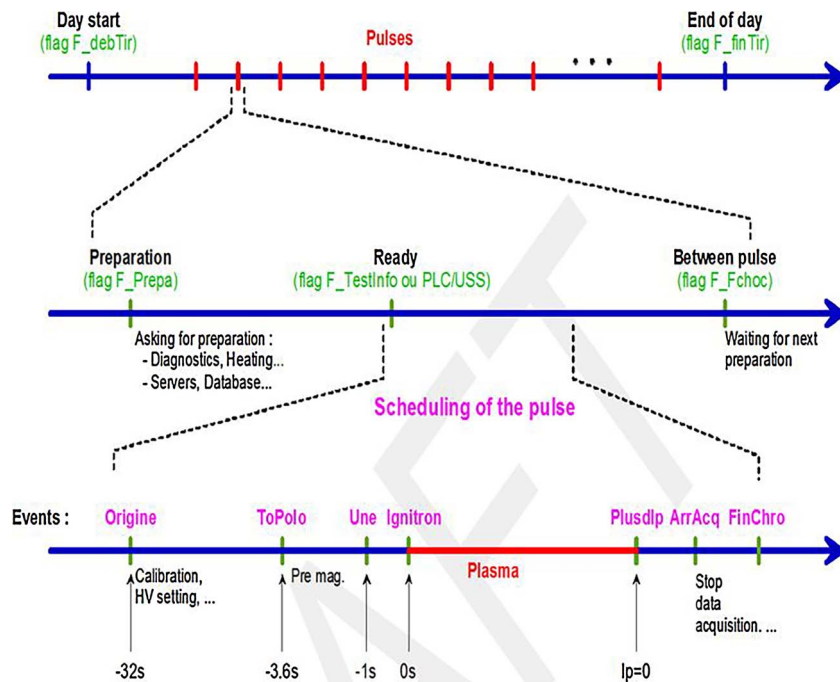 Day start
(flag F_debTir)
Pulses
End of day
(flag F_finTir)
Preparation
(flag F_Prepa)
Ready
(flag F_TestInfo ou PLC/USS)
Between pulse
(flag F_Fchoc)
Asking for preparation :
- Diagnostics, Heating...
- Servers, Database...
Waiting for next
preparation
Scheduling of the pulse
Events :
Origine
ToPolo
Une
Ignitron
PlusdIp
ArrAcq
FinChro
Calibration,
HV setting, ...
Pre mag.
Plasma
Stop
data
acquisition. ...
-32s
-3.6s
-1s
0s
Ip=0
AFT